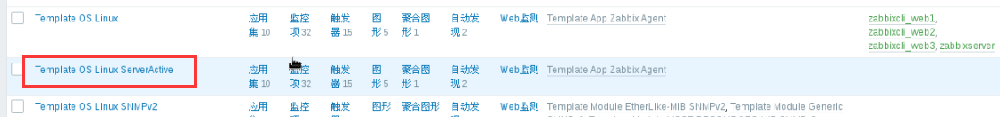 Template OS Linux 应用集 10 监控项 32 触发器 15 图形 5 聚合图形 1 自动发现 2 Web监测 Template App Zabbix Agent zabbixcli_web1,
zabbixcli_web2,
zabbixcli_web3, zabbixserver
Template OS Linux ServerActive 应用集 10 监控项 32 触发器 15 图形 5 聚合图形 1 自动发现 2 Web监测 Template App Zabbix Agent
Template OS Linux SNMPv2 应用 监控 触发 图形 聚合图形 自动发 Web监测 Template Module EtherLike-MIB SNMPv2, Template Module Generic